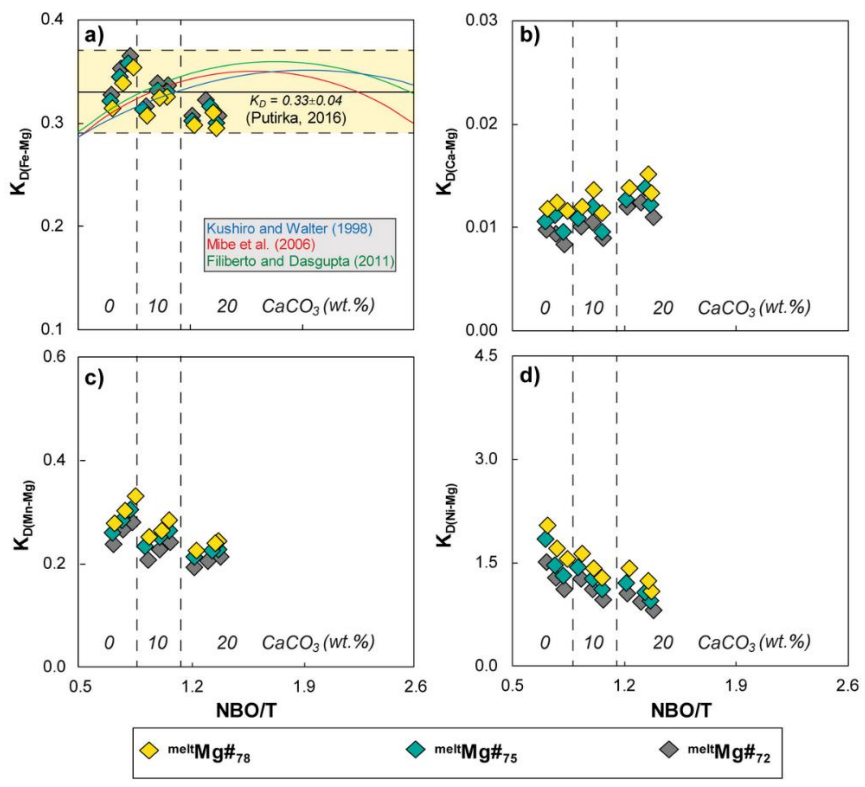 a)
K_D(Fe-Mg)
0.4
0.3
0.2
0.1
K_D = 0.33±0.04
(Putirka, 2016)
Kushiro and Walter (1998)
Mibe et al. (2006)
Filiberto and Dasgupta (2011)
0 10 20 CaCO₃ (wt.%)
b)
K_D(Ca-Mg)
0.03
0.02
0.01
0.00
0 10 20 CaCO₃ (wt.%)
c)
K_D(Mn-Mg)
0.6
0.4
0.2
0.0
0 10 20 CaCO₃ (wt.%)
0.5 1.2 1.9 2.6
NBO/T
d)
K_D(Ni-Mg)
4.5
3.0
1.5
0.0
0 10 20 CaCO₃ (wt.%)
0.5 1.2 1.9 2.6
NBO/T
meltMg#78 meltMg#75 meltMg#72